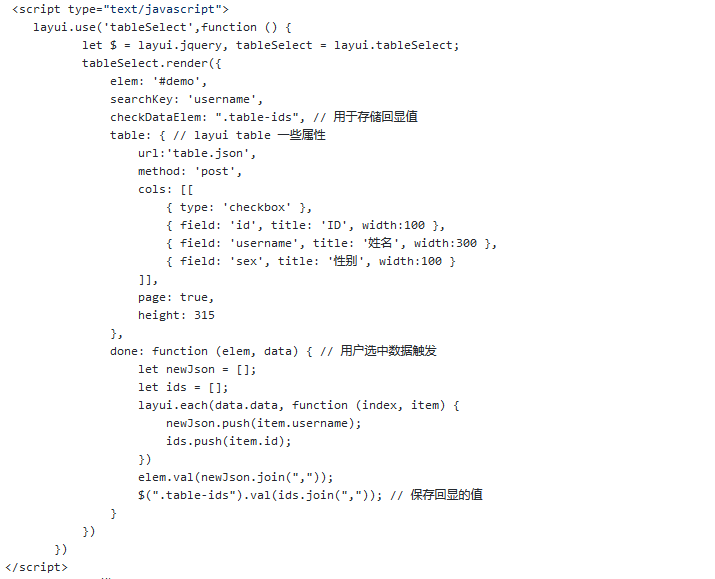 <script type="text/javascript">
layui.use('tableSelect',function () {
let $ = layui.jquery, tableSelect = layui.tableSelect;
tableSelect.render({
elem: '#demo',
searchKey: 'username',
checkDataElem: ".table-ids", // 用于存储回显值
table: { // layui table 一些属性
url:'table.json',
method: 'post',
cols: [[
{ type: 'checkbox' },
{ field: 'id', title: 'ID', width:100 },
{ field: 'username', title: '姓名', width:300 },
{ field: 'sex', title: '性别', width:100 }
]],
page: true,
height: 315
},
done: function (elem, data) { // 用户选中数据触发
let newJson = [];
let ids = [];
layui.each(data.data, function (index, item) {
newJson.push(item.username);
ids.push(item.id);
})
elem.val(newJson.join(","));
$(".table-ids").val(ids.join(",")); // 保存回显的值
}
})
})
</script>